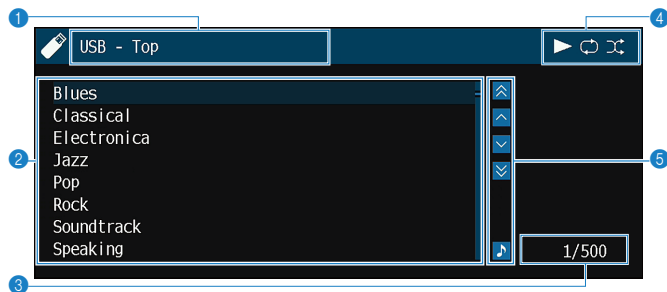 1
4
USB - Top
Blues
Classical
Electronica
2
Jazz
5
Pop
Rock
Soundtrack
Speaking
1/500
3